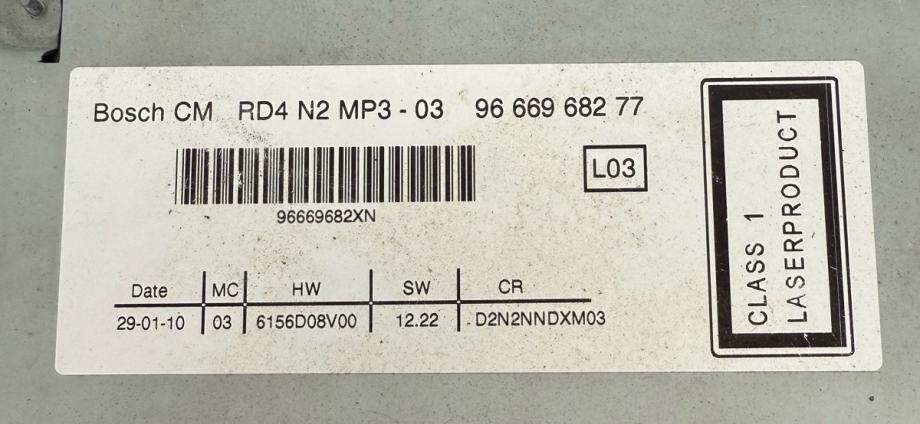 Bosch CM RD4 N2 MP3 - 03 96 669 682 77
96669682XN
L03
Date MC HW SW CR
29-01-10 03 6156D08V00 12.22 D2N2NNDXM03
CLASS 1
LASERPRODUCT